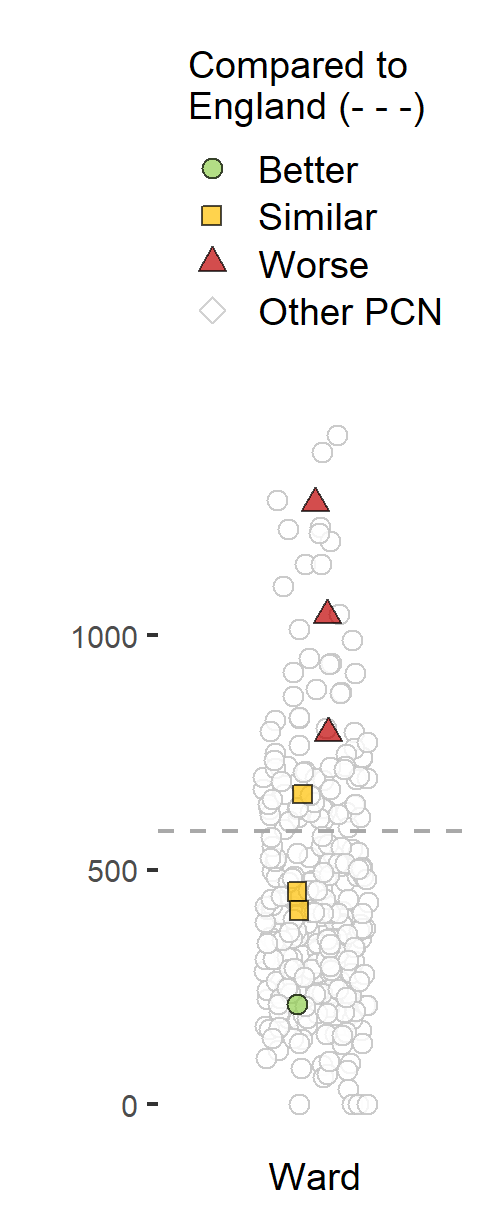 Compared to
England (- - -)
Better
Similar
Worse
Other PCN
1000
500
0
Ward